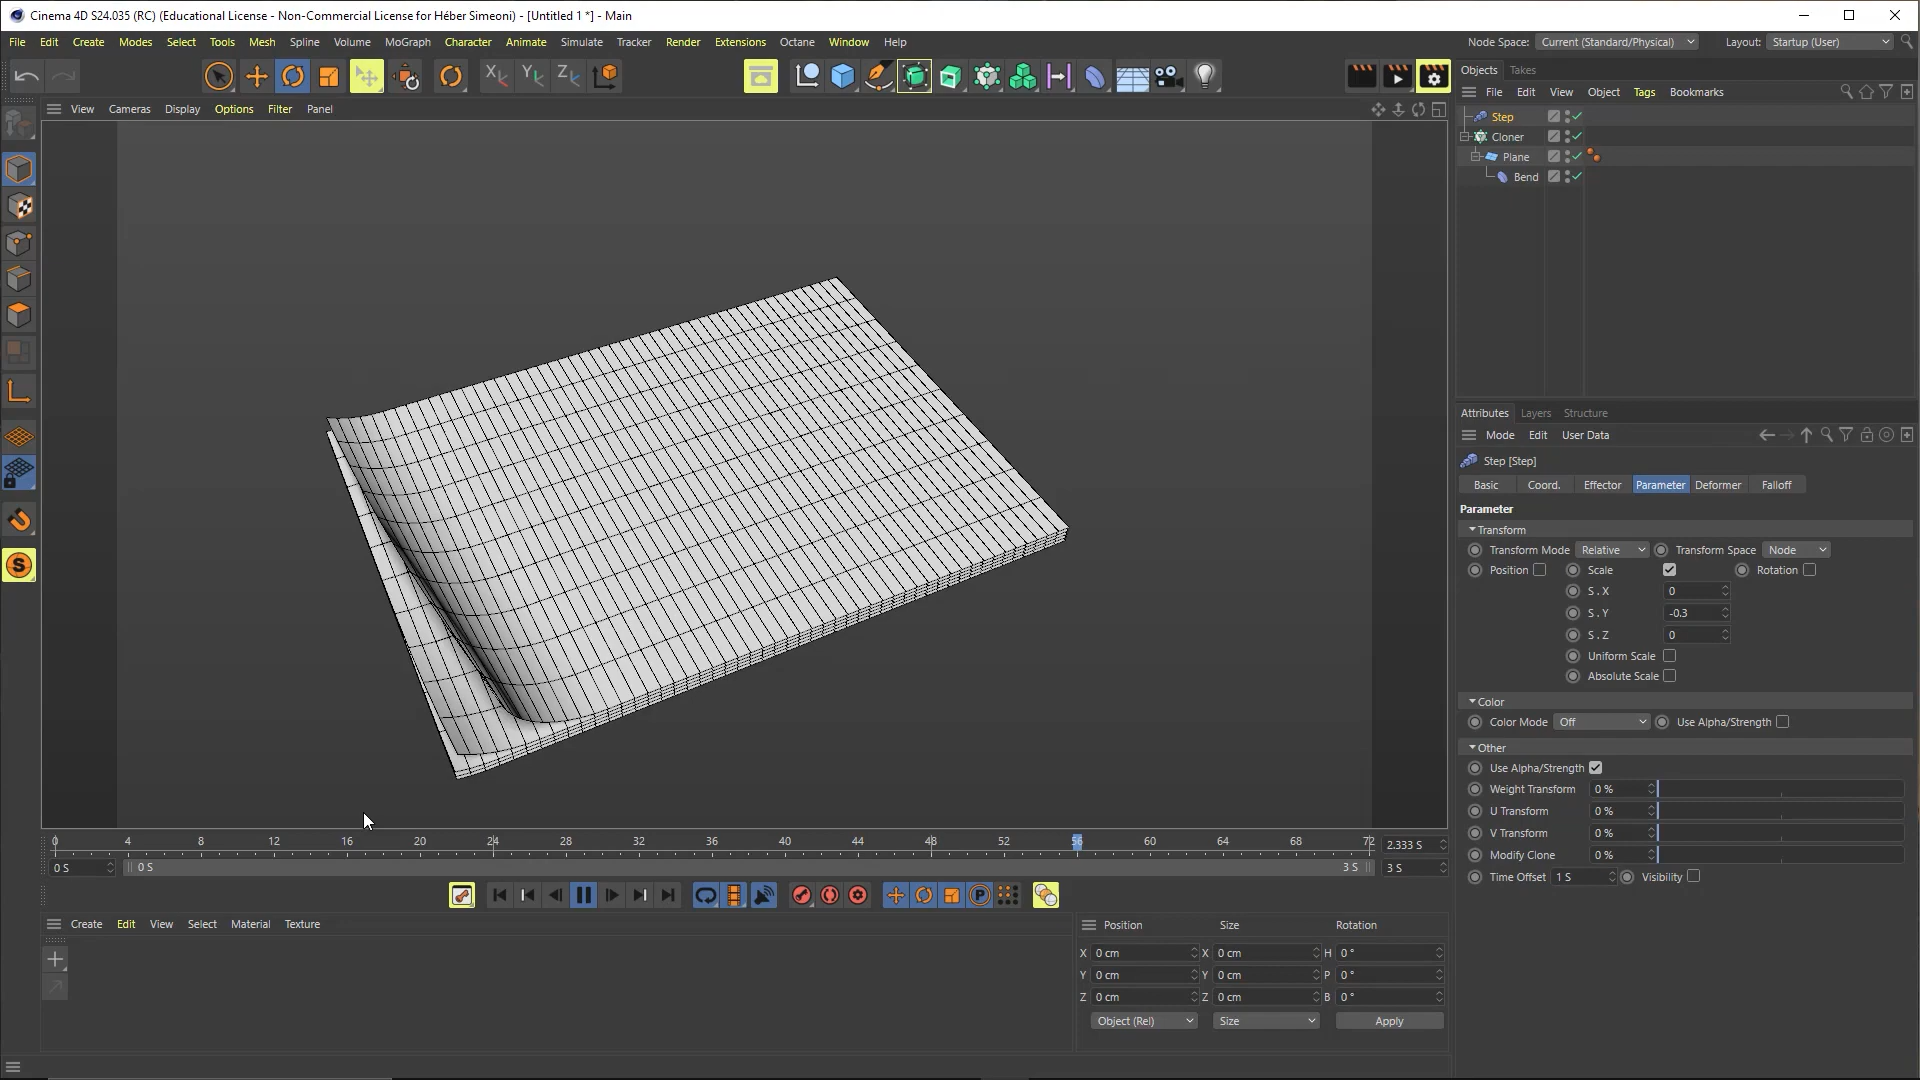 Cinema 4D S24.035 (RC) (Educational License - Non-Commercial License for Héber Simeoni) - [Untitled 1 *] - Main
File Edit Create Modes Select Tools Mesh Spline Volume MoGraph Character Animate Simulate Tracker Render Extensions Octane Window Help Node Space: Current (Standard/Physical) Layout: Startup (User)
X Y Z
Objects Takes
File Edit View Object Tags Bookmarks
View Cameras Display Options Filter Panel
Step
Cloner
Plane
Bend
Attributes Layers Structure
Mode Edit User Data
Step [Step]
Basic Coord. Effector Parameter Deformer Falloff
Parameter
Transform
Transform Mode Relative Transform Space Node
Position Scale Rotation
S . X 0
S . Y -0.3
S . Z 0
Uniform Scale
Absolute Scale
Color
Color Mode Off Use Alpha/Strength
Other
Use Alpha/Strength
Weight Transform 0 %
U Transform 0 %
V Transform 0 %
Modify Clone 0 %
Time Offset 1 S Visibility
S
0 4 8 12 16 20 24 28 32 36 40 44 48 52 56 60 64 68 72 2.333 S
0 S 0 S 3 S 3 S
P
Create Edit View Select Material Texture
Position Size Rotation
X 0 cm X 0 cm H 0 °
Y 0 cm Y 0 cm P 0 °
Z 0 cm Z 0 cm B 0 °
Object (Rel) Size Apply